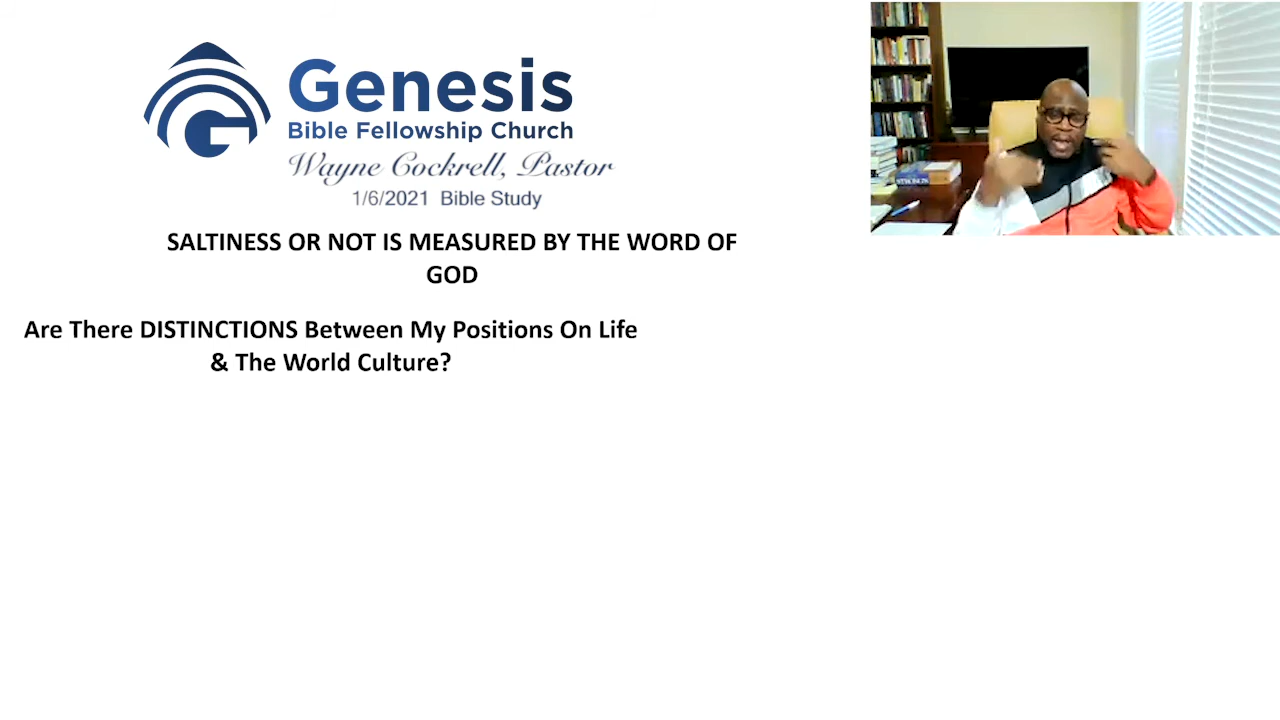 Genesis
Bible Fellowship Church
Wayne Cockrell, Pastor
1/6/2021 Bible Study
SALTINESS OR NOT IS MEASURED BY THE WORD OF
GOD
Are There DISTINCTIONS Between My Positions On Life
& The World Culture?
STRONG'S